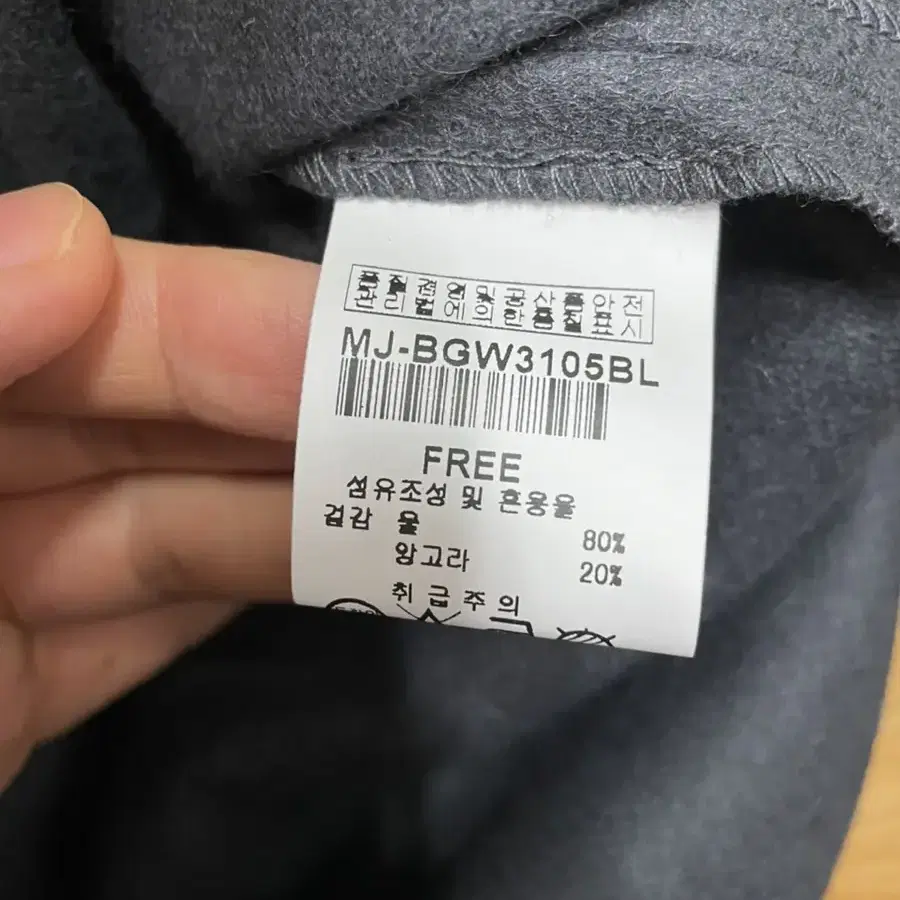 품질경영및공산품안전
관리법에의한품질표시
MJ-BGW3105BL
FREE
섬유조성 및 혼용율
겉감 울 80%
앙고라 20%
취급주의